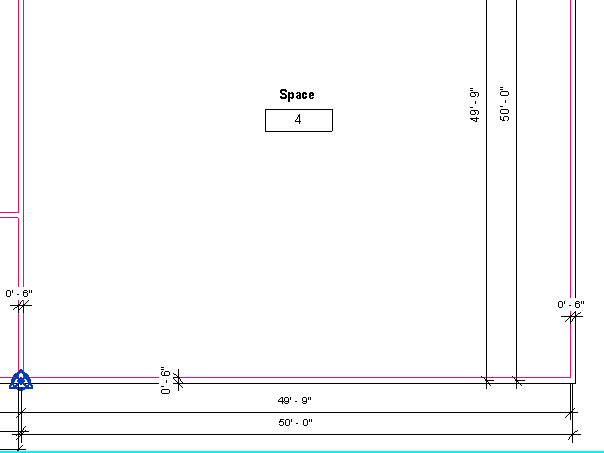 Space
4
49' - 9"
50' - 0"
0' - 6"
0' - 6"
0' - 6"
49' - 9"
50' - 0"